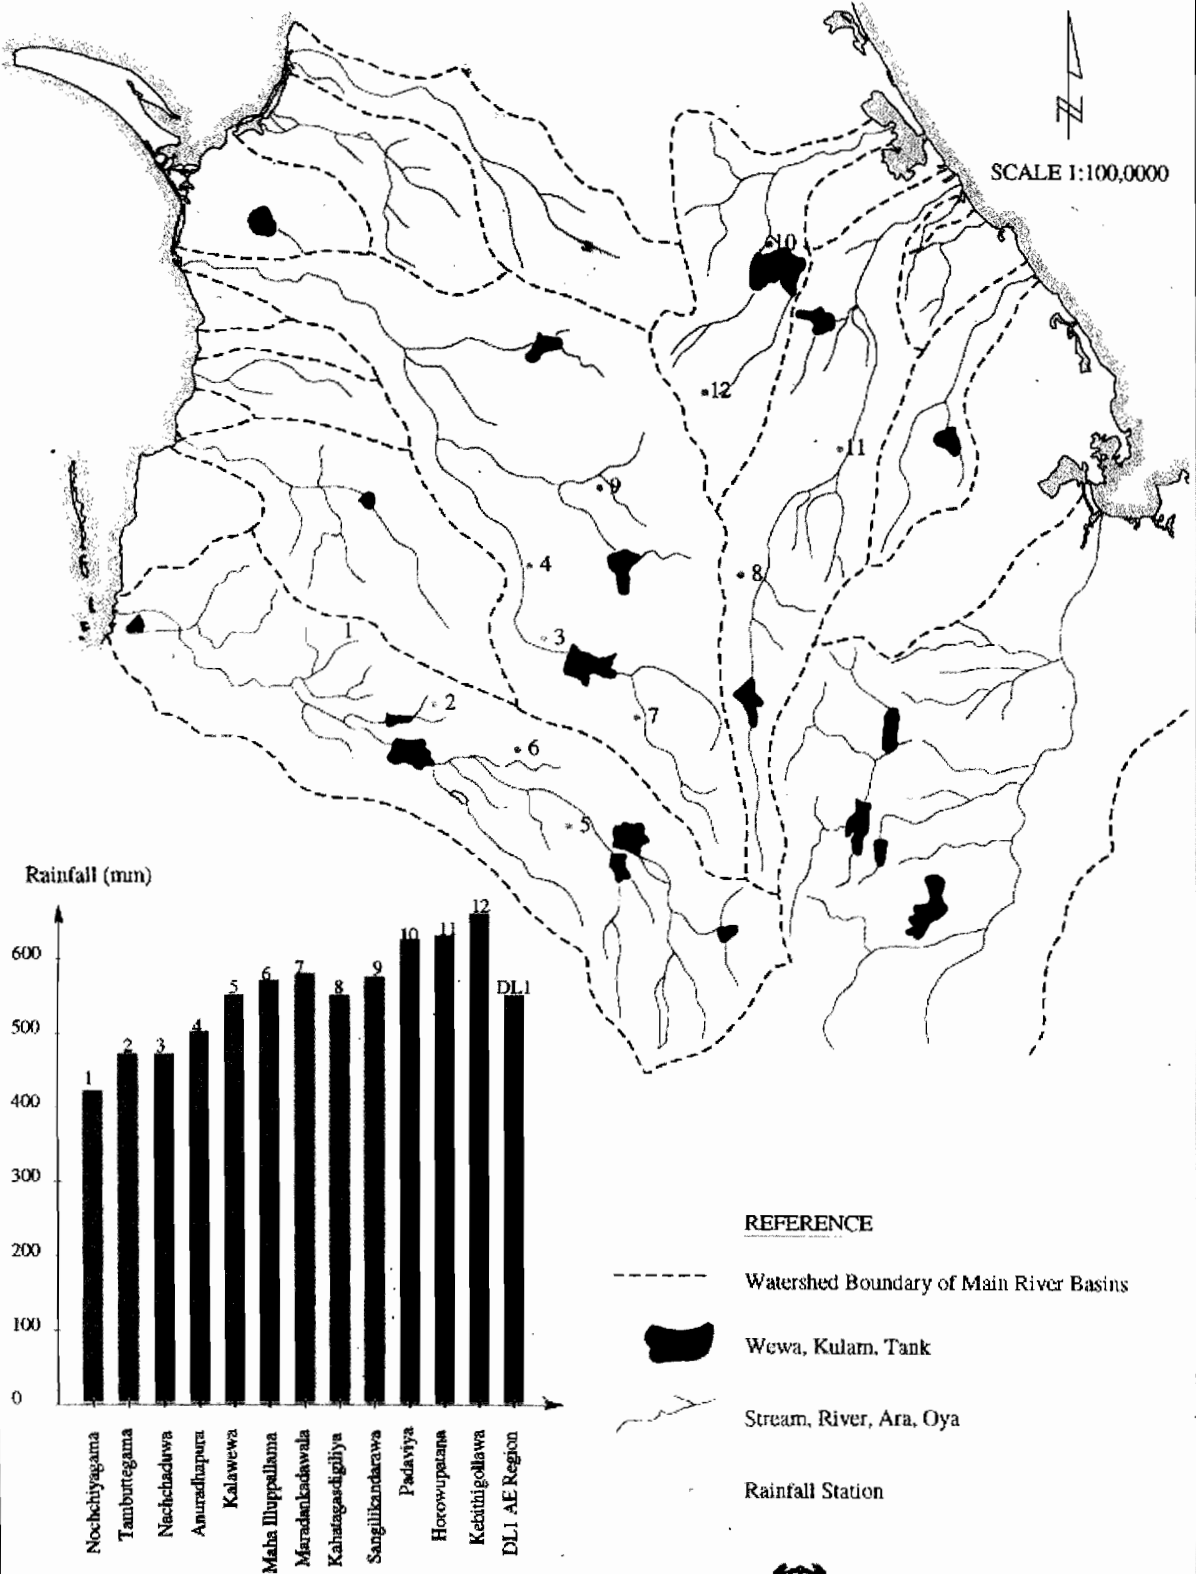 SCALE 1:100,0000
10
12
11
9
4
8
3
1
2
7
6
5
Rainfall (mm)
12
10
11
600
7
9
6
5
8
DL1
500
4
2
3
1
400
300
200
100
0
Nochchiyagama
Tambuttegama
Nachchaduwa
Anuradhapura
Kalawewa
Maha Illuppallama
Maradankadawala
Kahatagasdigiliya
Sangilikandarawa
Padaviya
Horowupatana
Kebithigollawa
DL1 AE Region
REFERENCE
Watershed Boundary of Main River Basins
Wewa, Kulam, Tank
Stream, River, Ara, Oya
Rainfall Station